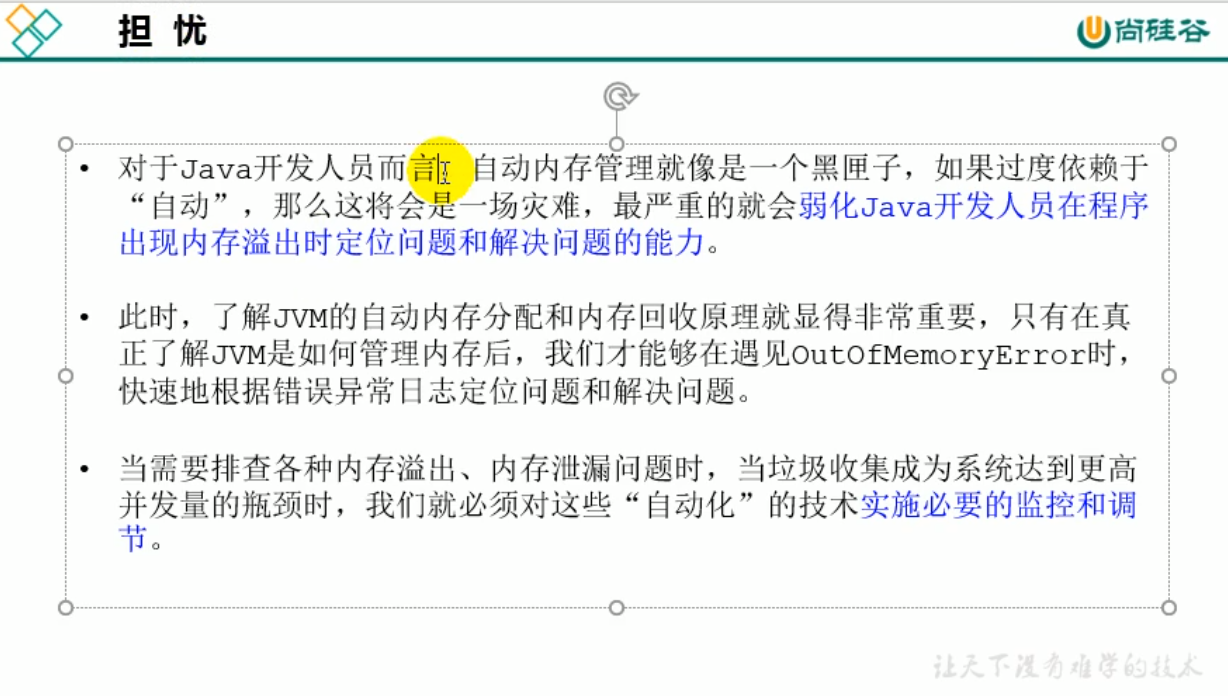 担 忧
尚硅谷
• 对于Java开发人员而言，自动内存管理就像是一个黑匣子，如果过度依赖于
“自动”，那么这将会是一场灾难，最严重的就会弱化Java开发人员在程序
出现内存溢出时定位问题和解决问题的能力。
• 此时，了解JVM的自动内存分配和内存回收原理就显得非常重要，只有在真
正了解JVM是如何管理内存后，我们才能够在遇见OutOfMemoryError时，
快速地根据错误异常日志定位问题和解决问题。
• 当需要排查各种内存溢出、内存泄漏问题时，当垃圾收集成为系统达到更高
并发量的瓶颈时，我们就必须对这些“自动化”的技术实施必要的监控和调
节。
让天下没有难学的技术